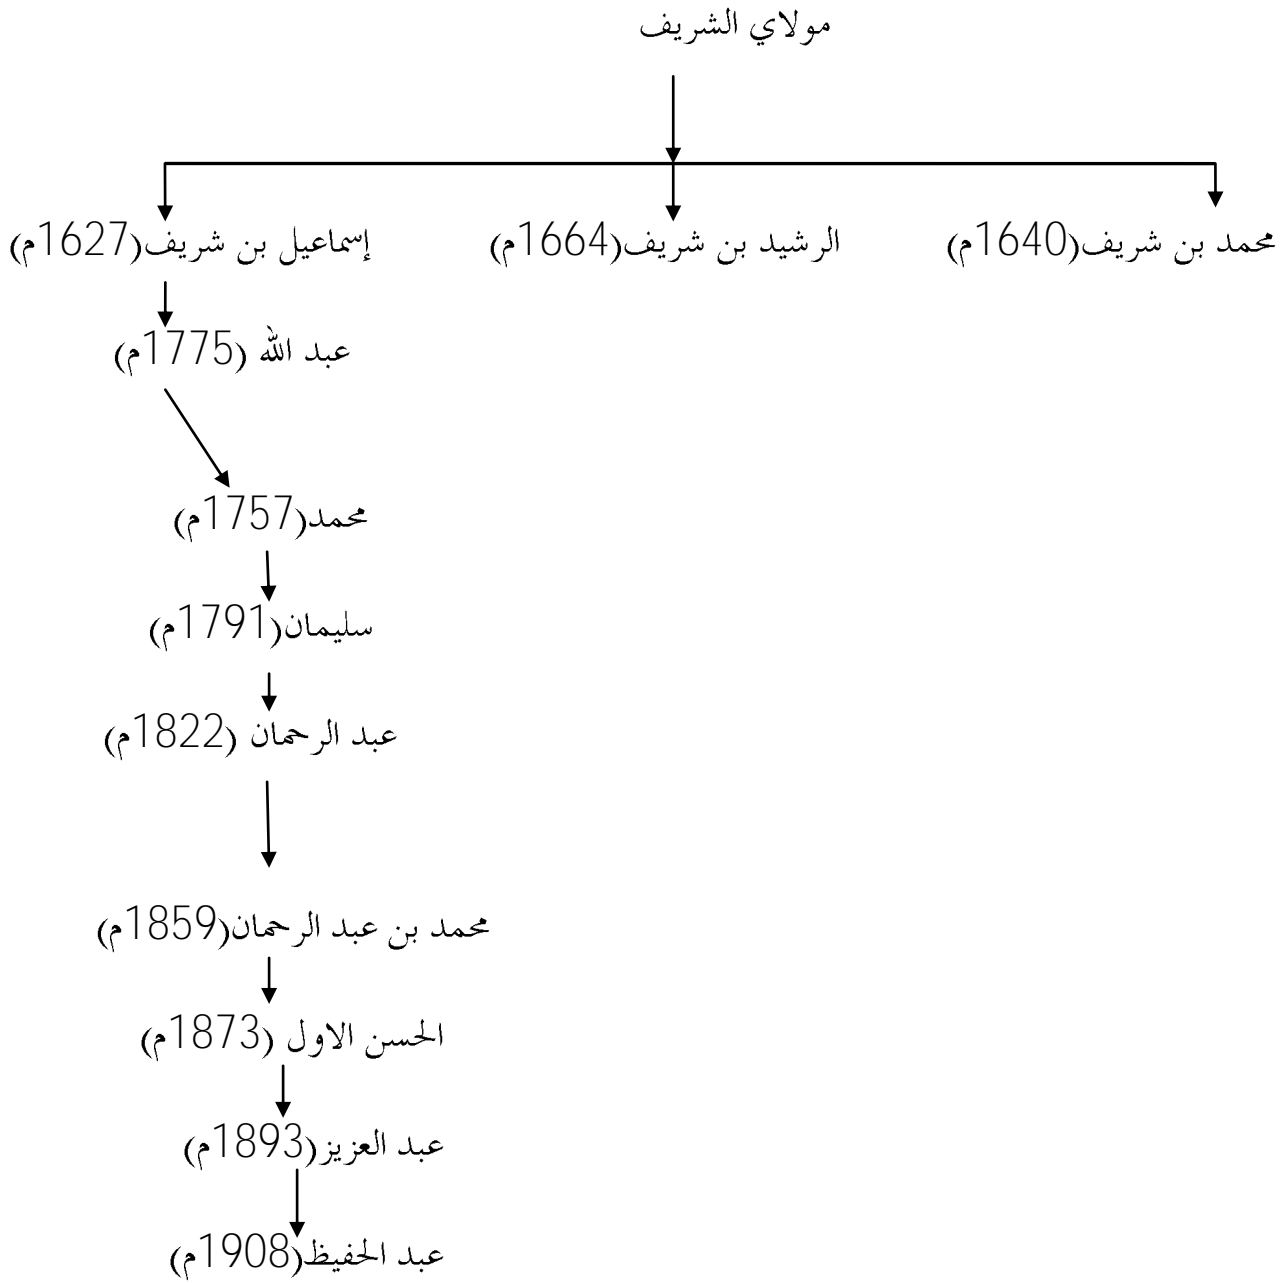 مولاي الشريف
محمد بن شريف(1640م)
الرشيد بن شريف(1664م)
إسماعيل بن شريف(1627م)
عبد الله (1775م)
محمد(1757م)
سليمان(1791م)
عبد الرحمان (1822م)
محمد بن عبد الرحمان(1859م)
الحسن الاول (1873م)
عبد العزيز(1893م)
عبد الحفيظ(1908م)